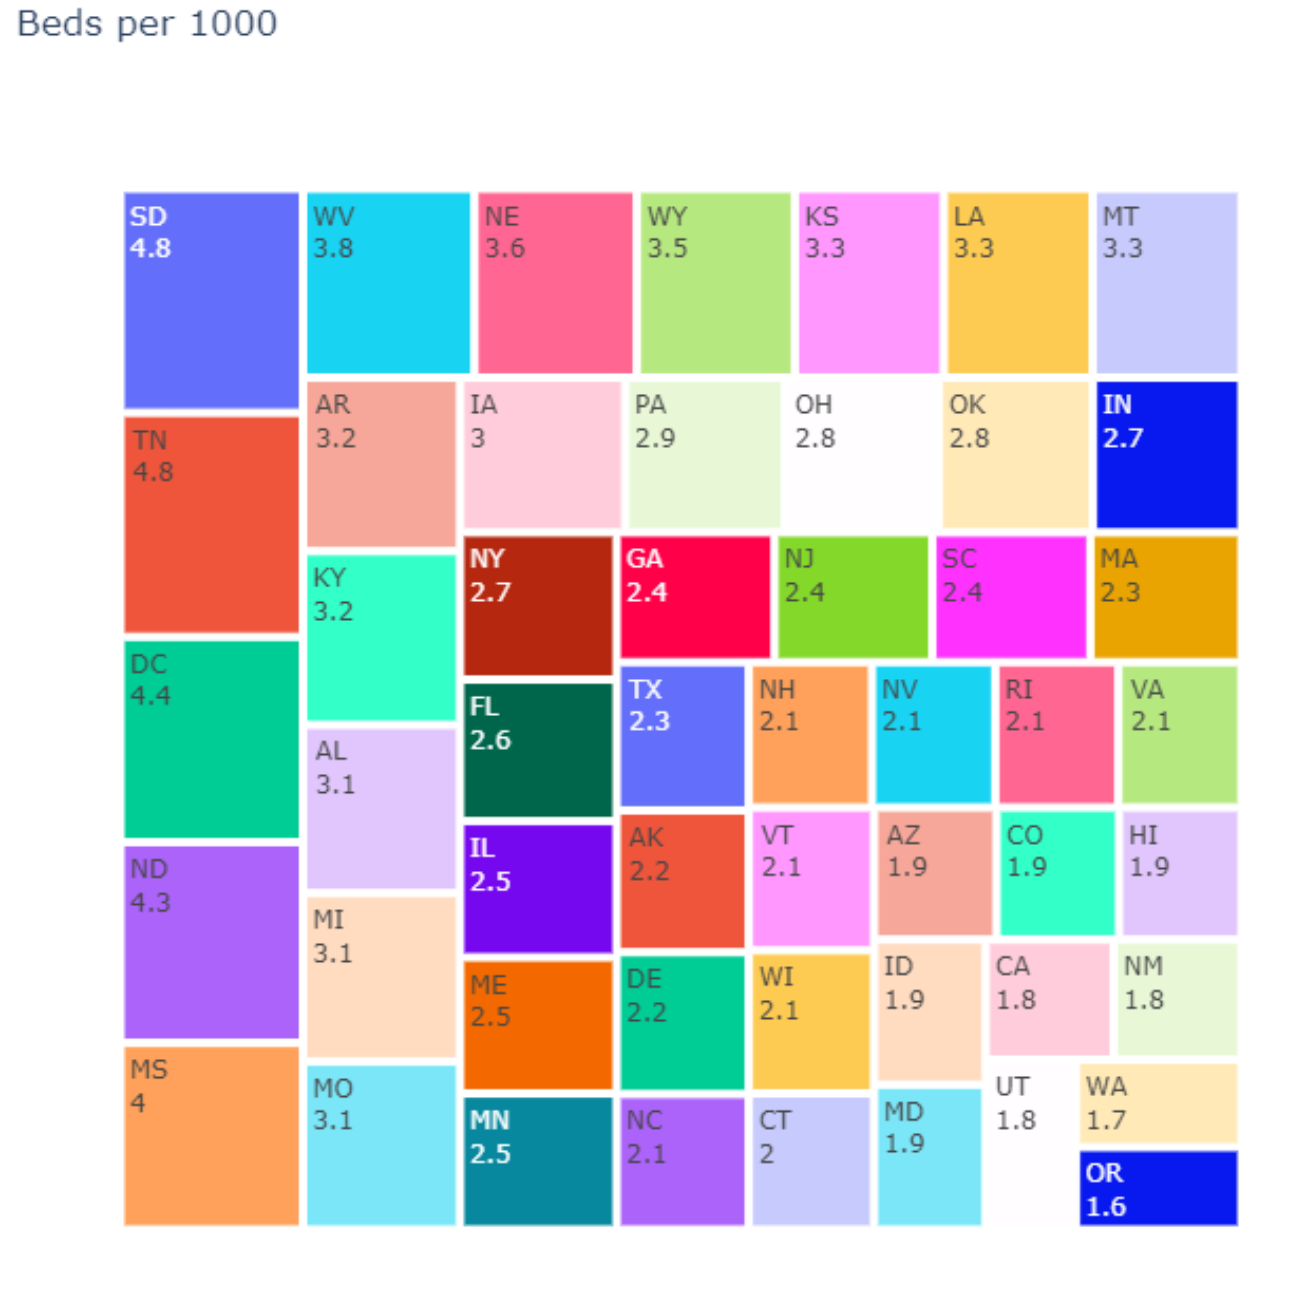 Beds per 1000
SD
4.8
WV
3.8
NE
3.6
WY
3.5
KS
3.3
LA
3.3
MT
3.3
TN
4.8
AR
3.2
IA
3
PA
2.9
OH
2.8
OK
2.8
IN
2.7
DC
4.4
KY
3.2
NY
2.7
GA
2.4
NJ
2.4
SC
2.4
MA
2.3
ND
4.3
AL
3.1
FL
2.6
TX
2.3
NH
2.1
NV
2.1
RI
2.1
VA
2.1
MS
4
MI
3.1
IL
2.5
AK
2.2
VT
2.1
AZ
1.9
CO
1.9
HI
1.9
MO
3.1
ME
2.5
DE
2.2
WI
2.1
ID
1.9
CA
1.8
NM
1.8
MN
2.5
NC
2.1
CT
2
MD
1.9
UT
1.8
WA
1.7
OR
1.6